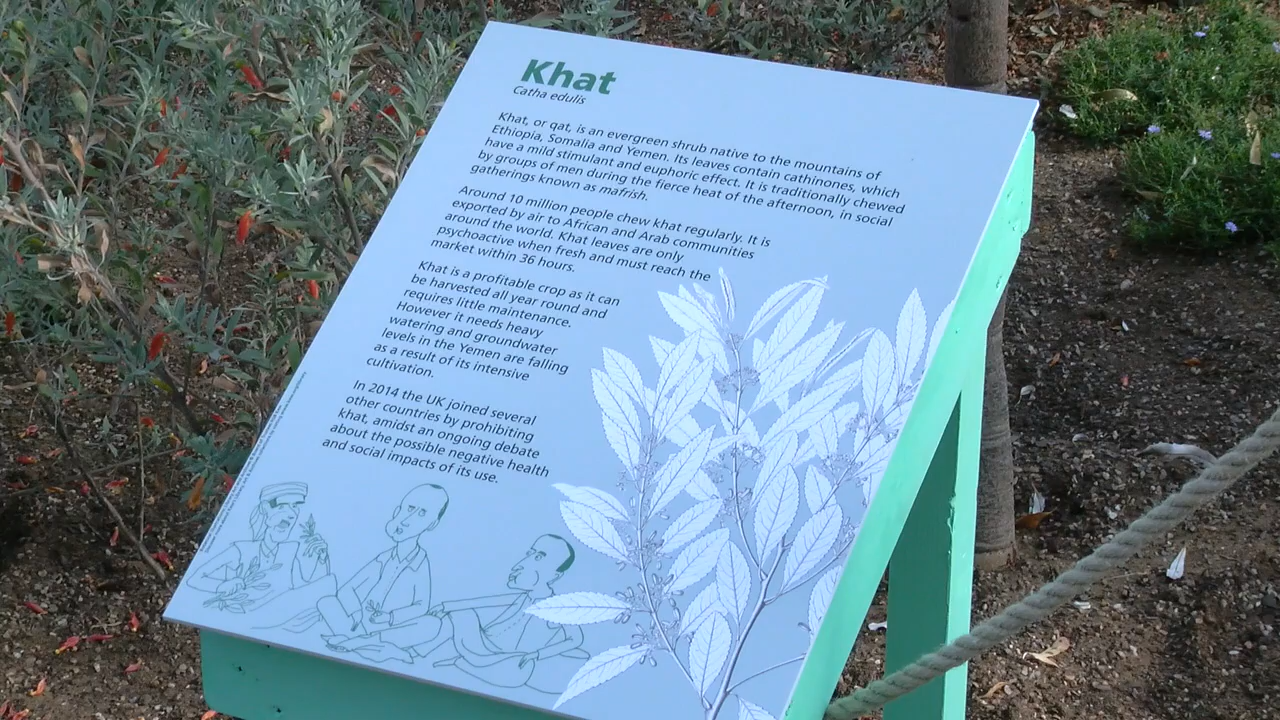 Khat
Catha edulis
Khat, or qat, is an evergreen shrub native to the mountains of
Ethiopia, Somalia and Yemen. Its leaves contain cathinones, which
have a mild stimulant and euphoric effect. It is traditionally chewed
by groups of men during the fierce heat of the afternoon, in social
gatherings known as mafrish.
Around 10 million people chew khat regularly. It is
exported by air to African and Arab communities
around the world. Khat leaves are only
psychoactive when fresh and must reach the
market within 36 hours.
Khat is a profitable crop as it can
be harvested all year round and
requires little maintenance.
However it needs heavy
watering and groundwater
levels in the Yemen are falling
as a result of its intensive
cultivation.
In 2014 the UK joined several
other countries by prohibiting
khat, amidst an ongoing debate
about the possible negative health
and social impacts of its use.